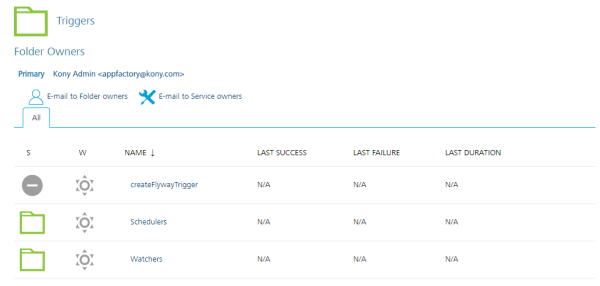 Triggers
Folder Owners
Primary Kony Admin <appfactory@kony.com>
E-mail to Folder owners E-mail to Service owners
All
S W NAME ↓ LAST SUCCESS LAST FAILURE LAST DURATION
createFlywayTrigger N/A N/A N/A
Schedulers N/A N/A N/A
Watchers N/A N/A N/A